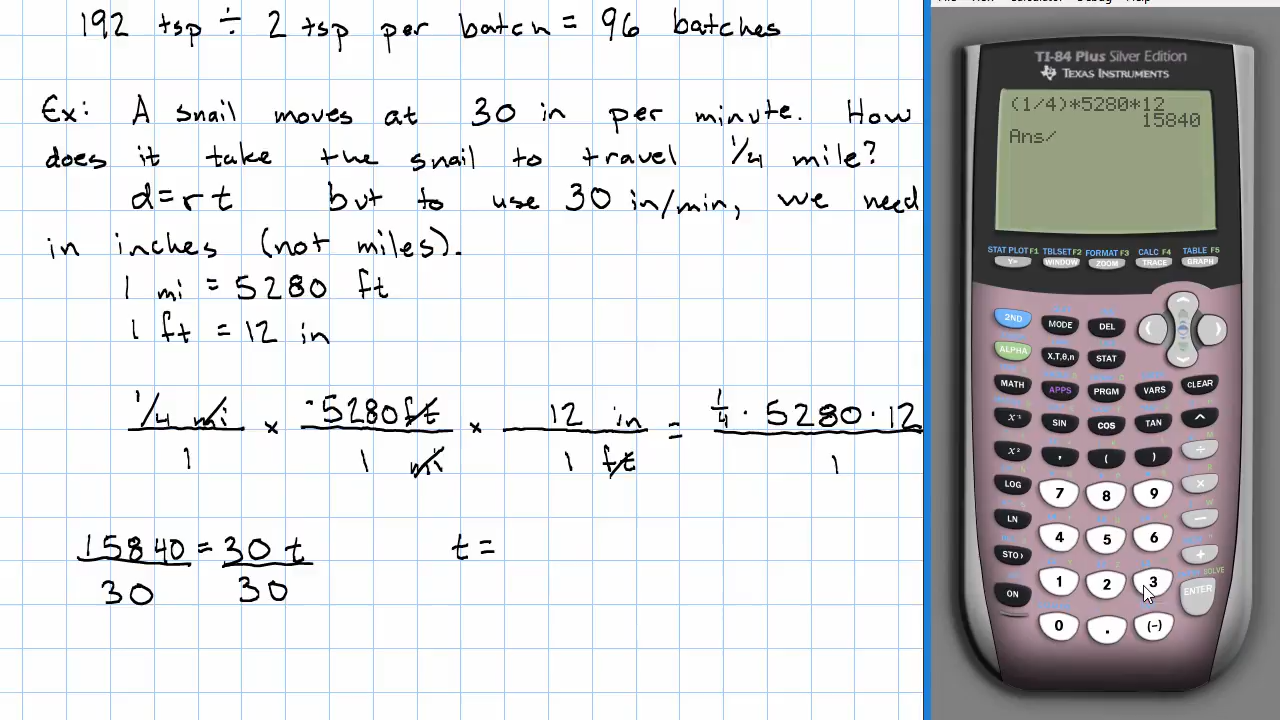 192 tsp ÷ 2 tsp per batch = 96 batches
Ex: A snail moves at 30 in per minute. How
does it take the snail to travel 1/4 mile?
d = r t but to use 30 in/min, we need
in inches (not miles).
1 mi = 5280 ft
1 ft = 12 in
1/4 mi × 5280 ft × 12 in = 1/4 · 5280 · 12
1 1 mi 1 ft 1
15840 = 30 t t =
30 30
TI-84 Plus Silver Edition
TEXAS INSTRUMENTS
(1/4)*5280*12
15840
Ans/
STAT PLOT F1 TBLSET F2 FORMAT F3 CALC F4 TABLE F5
Y= WINDOW ZOOM TRACE GRAPH
2ND MODE DEL
ALPHA X,T,θ,n STAT
MATH APPS PRGM VARS CLEAR
X⁻¹ SIN COS TAN ^
X² , ( ) ÷
LOG 7 8 9 ×
LN 4 5 6 −
STO› 1 2 3 +
ON 0 . (−) ENTER